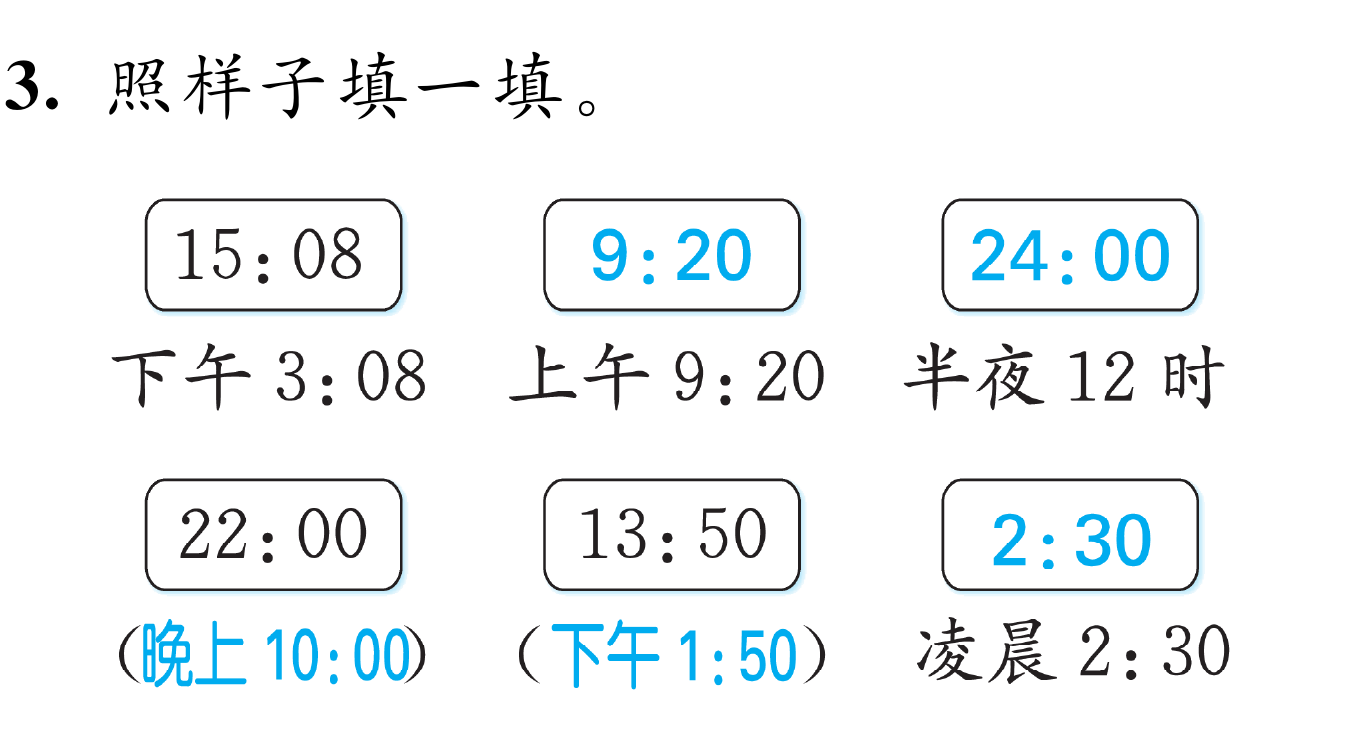 3. 照样子填一填。
15:08 9:20 24:00
下午 3:08 上午 9:20 半夜 12 时
22:00 13:50 2:30
(晚上 10:00) (下午 1:50) 凌晨 2:30